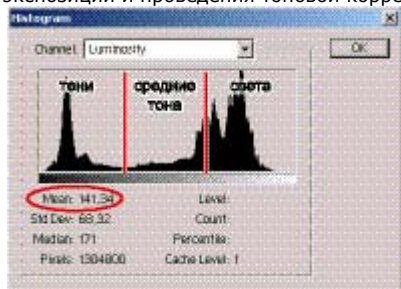 экспозиции и проведения тоновой корре
Histogram
Channel: Luminosity
OK
тени средние тона света
Mean: 141,34 Level:
Std Dev: 68,32 Count:
Median: 171 Percentile:
Pixels: 1304800 Cache Level: 1